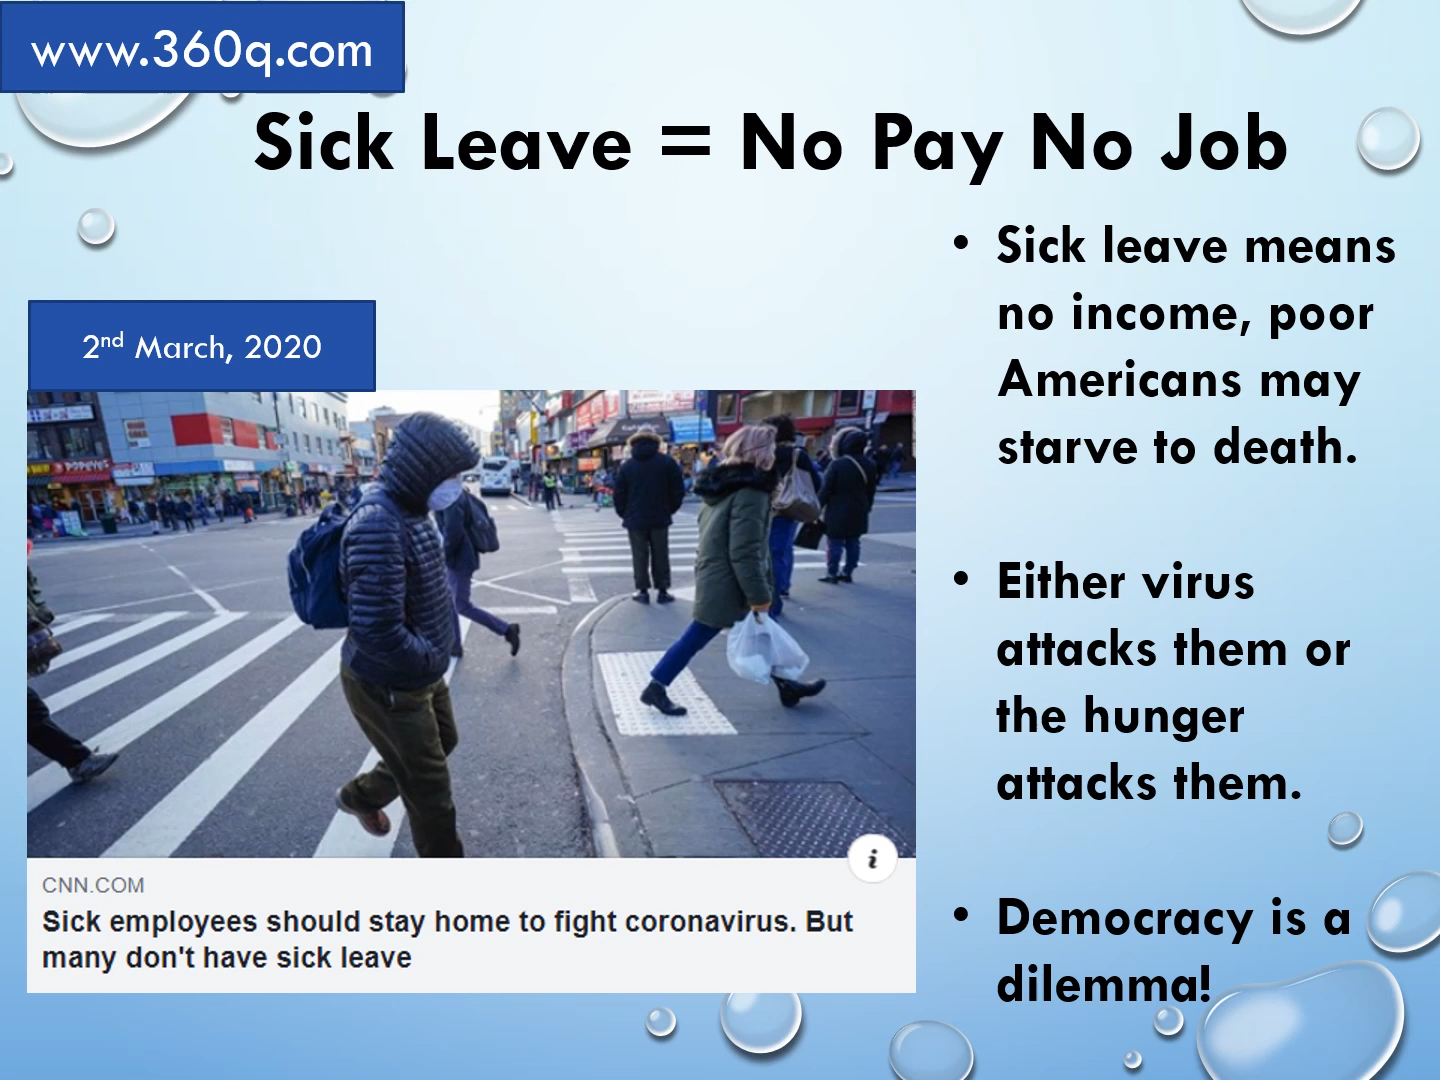 www.360q.com
Sick Leave = No Pay No Job
2nd March, 2020
• Sick leave means
no income, poor
Americans may
starve to death.
• Either virus
attacks them or
the hunger
attacks them.
• Democracy is a
dilemma!
POPEYES
i
CNN.COM
Sick employees should stay home to fight coronavirus. But
many don't have sick leave